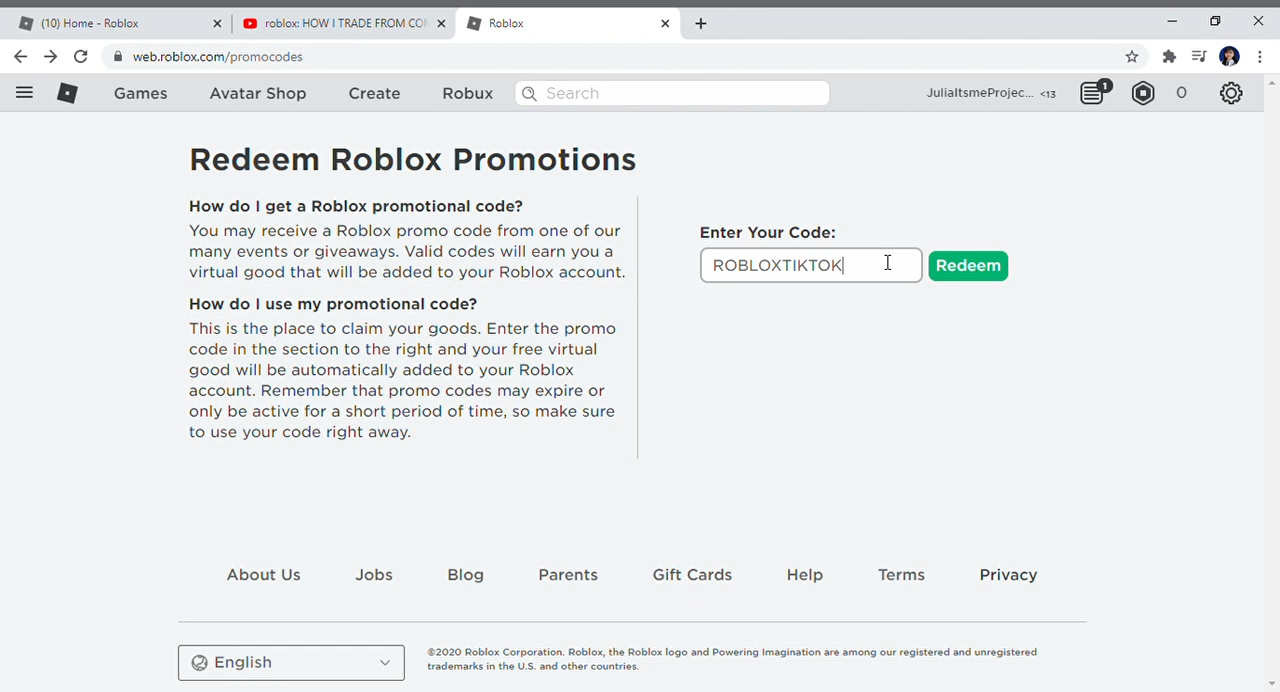 (10) Home - Roblox
roblox: HOW I TRADE FROM CO
Roblox
web.roblox.com/promocodes
Games
Avatar Shop
Create
Robux
Search
JuliaItsmeProjec... <13
1
0
Redeem Roblox Promotions
How do I get a Roblox promotional code?
You may receive a Roblox promo code from one of our
many events or giveaways. Valid codes will earn you a
virtual good that will be added to your Roblox account.
How do I use my promotional code?
This is the place to claim your goods. Enter the promo
code in the section to the right and your free virtual
good will be automatically added to your Roblox
account. Remember that promo codes may expire or
only be active for a short period of time, so make sure
to use your code right away.
Enter Your Code:
ROBLOXTIKTOK
Redeem
About Us
Jobs
Blog
Parents
Gift Cards
Help
Terms
Privacy
English
©2020 Roblox Corporation. Roblox, the Roblox logo and Powering Imagination are among our registered and unregistered
trademarks in the U.S. and other countries.